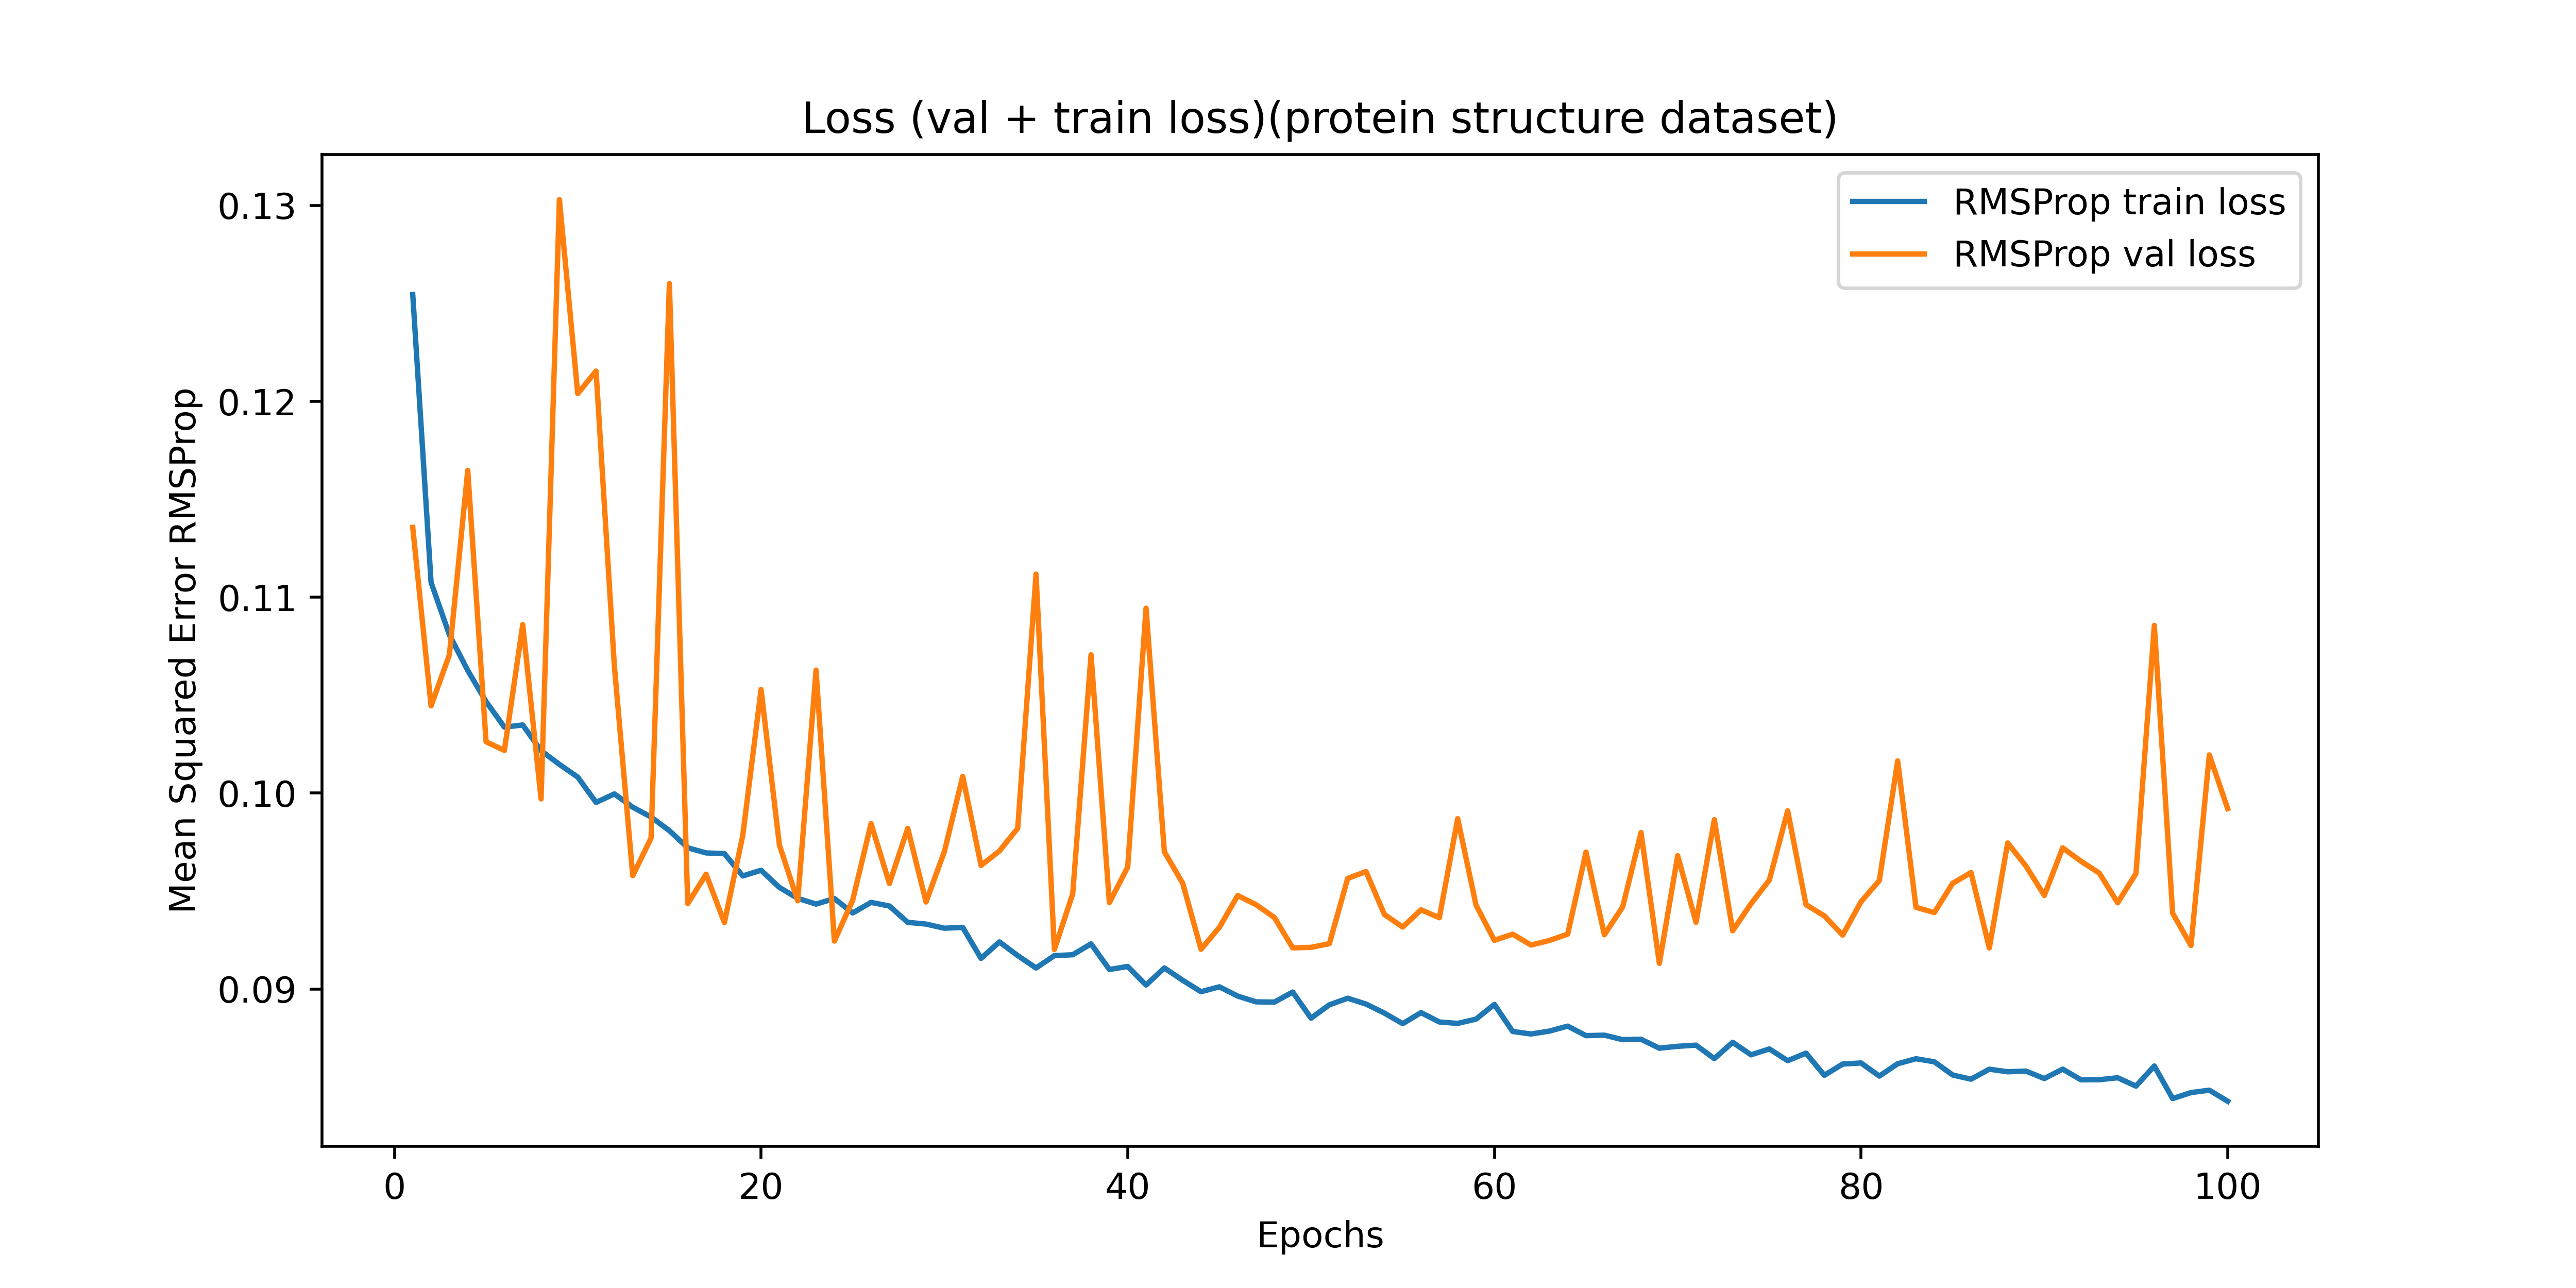 Loss (val + train loss)(protein structure dataset)
RMSProp train loss
RMSProp val loss
Mean Squared Error RMSProp
0.13
0.12
0.11
0.10
0.09
0 20 40 60 80 100
Epochs